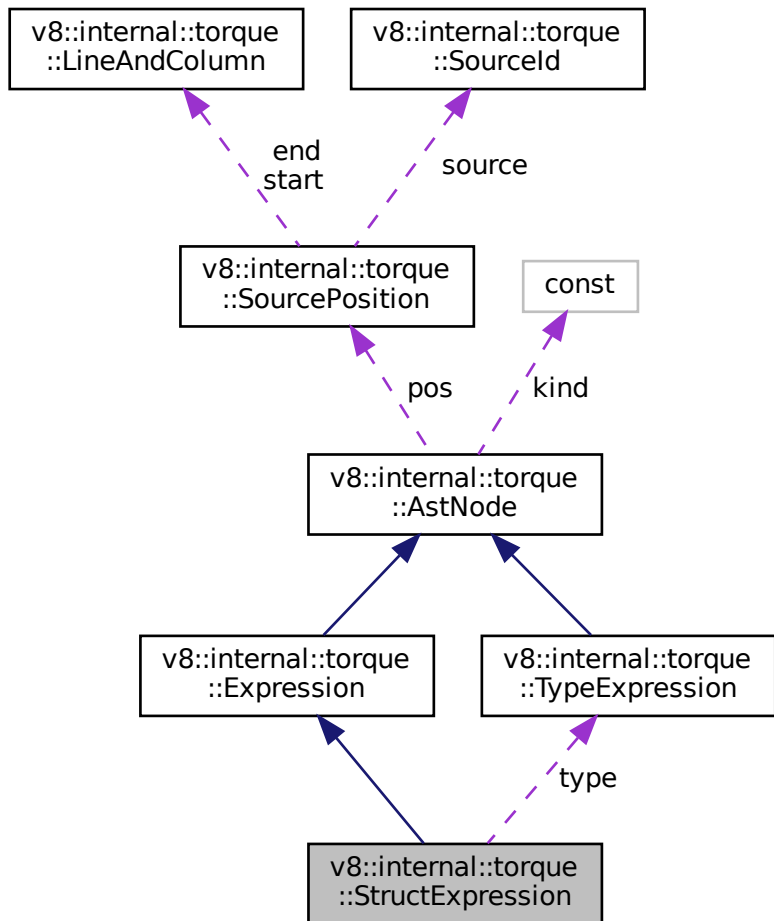 v8::internal::torque
::LineAndColumn
v8::internal::torque
::SourceId
end
start
source
v8::internal::torque
::SourcePosition
const
pos
kind
v8::internal::torque
::AstNode
v8::internal::torque
::Expression
v8::internal::torque
::TypeExpression
type
v8::internal::torque
::StructExpression